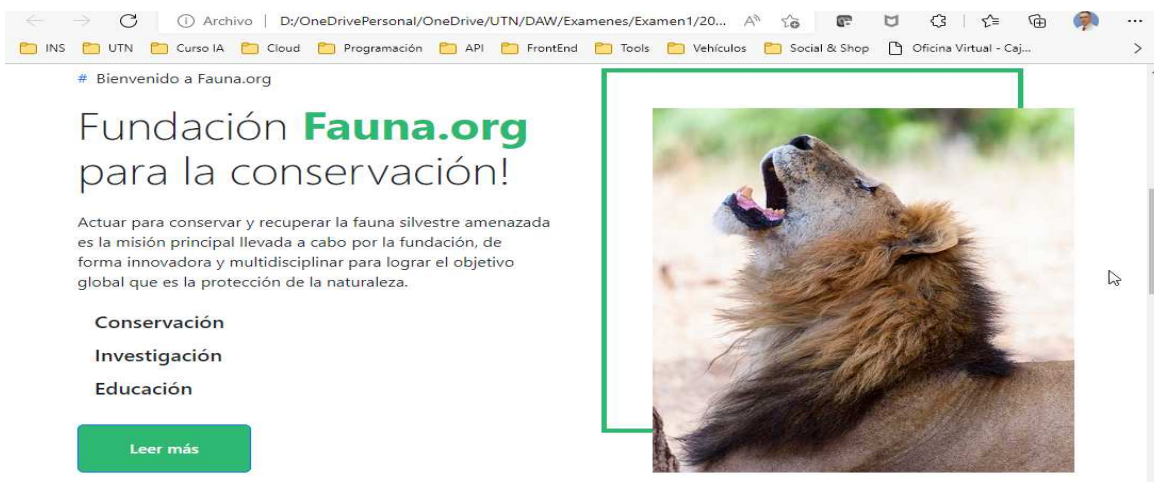 Archivo | D:/OneDrivePersonal/OneDrive/UTN/DAW/Examenes/Examen1/20...
INS UTN Curso IA Cloud Programación API FrontEnd Tools Vehículos Social & Shop Oficina Virtual - Caj...
# Bienvenido a Fauna.org
Fundación Fauna.org
para la conservación!
Actuar para conservar y recuperar la fauna silvestre amenazada
es la misión principal llevada a cabo por la fundación, de
forma innovadora y multidisciplinar para lograr el objetivo
global que es la protección de la naturaleza.
Conservación
Investigación
Educación
Leer más